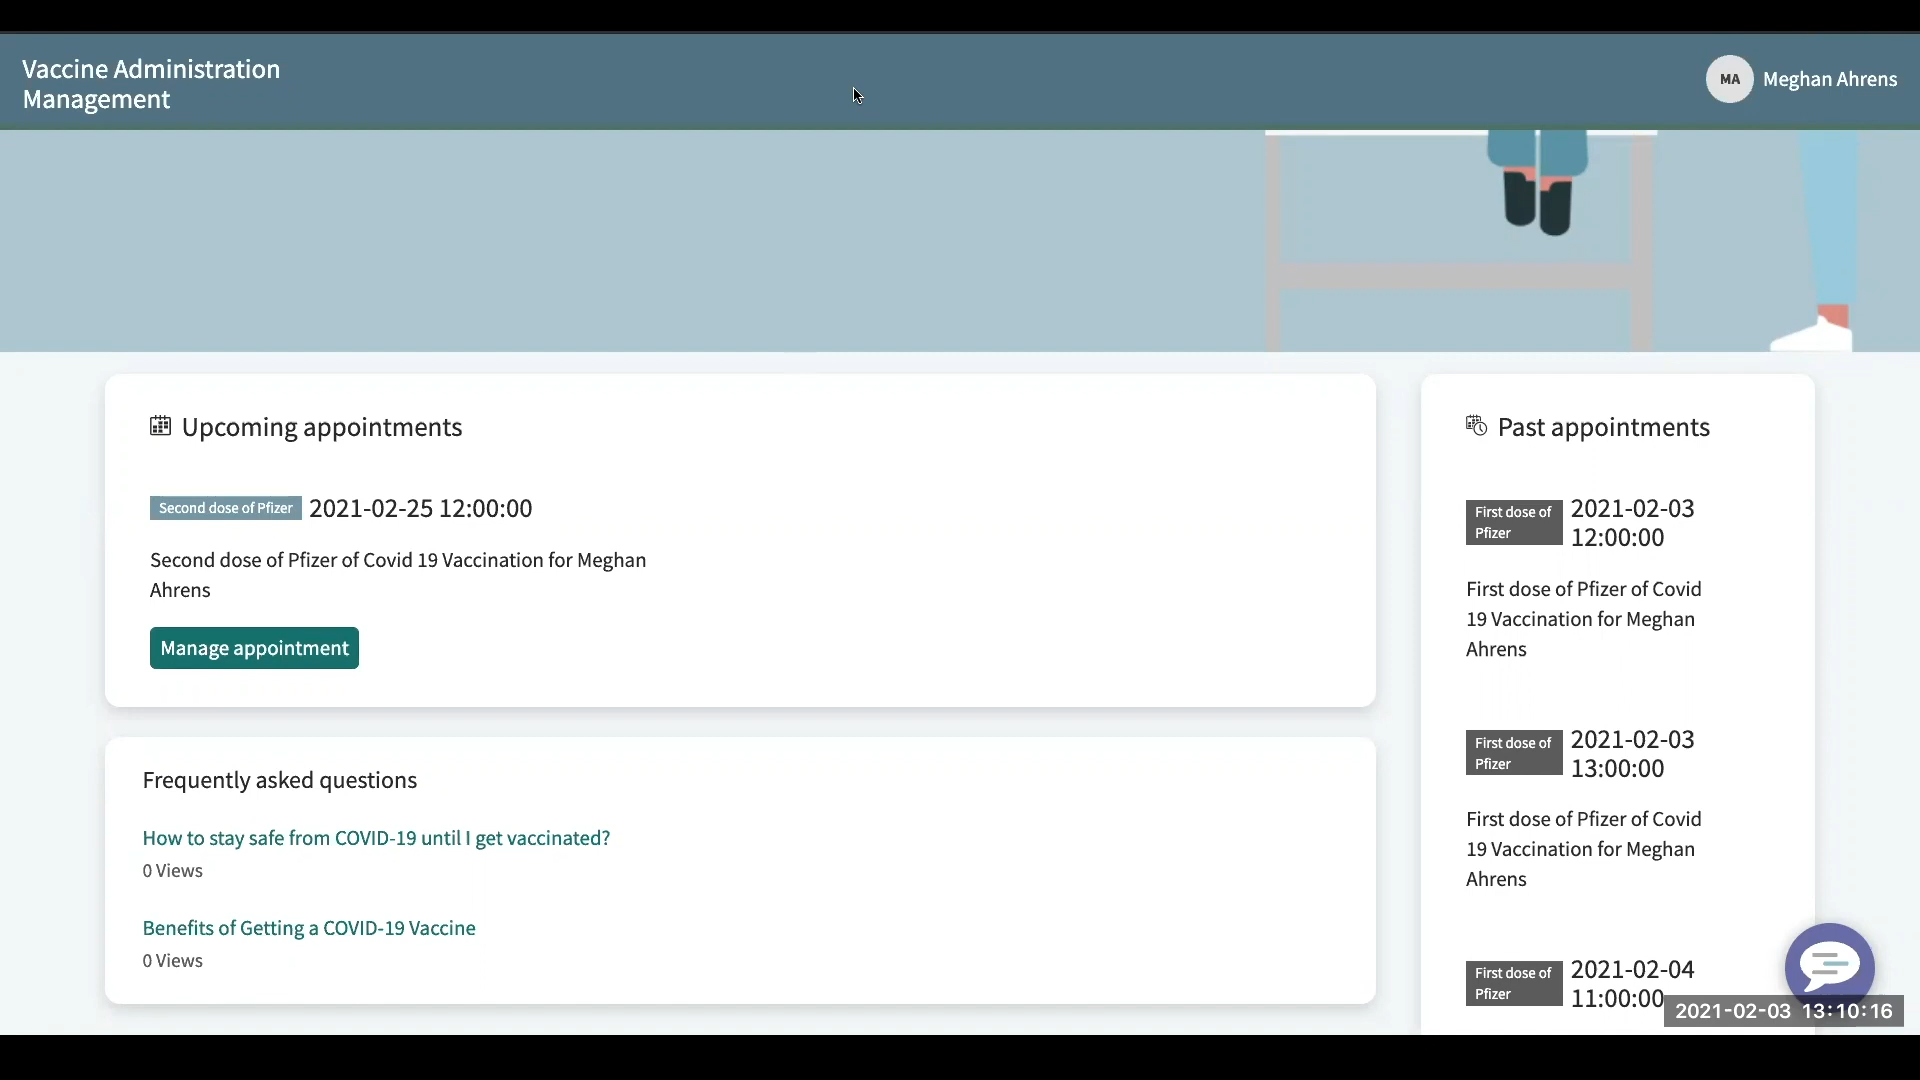 Vaccine Administration
Management
MA
Meghan Ahrens
Upcoming appointments
Second dose of Pfizer
2021-02-25 12:00:00
Second dose of Pfizer of Covid 19 Vaccination for Meghan
Ahrens
Manage appointment
Frequently asked questions
How to stay safe from COVID-19 until I get vaccinated?
0 Views
Benefits of Getting a COVID-19 Vaccine
0 Views
Past appointments
First dose of
Pfizer
2021-02-03
12:00:00
First dose of Pfizer of Covid
19 Vaccination for Meghan
Ahrens
First dose of
Pfizer
2021-02-03
13:00:00
First dose of Pfizer of Covid
19 Vaccination for Meghan
Ahrens
First dose of
Pfizer
2021-02-04
11:00:00
2021-02-03 13:10:16